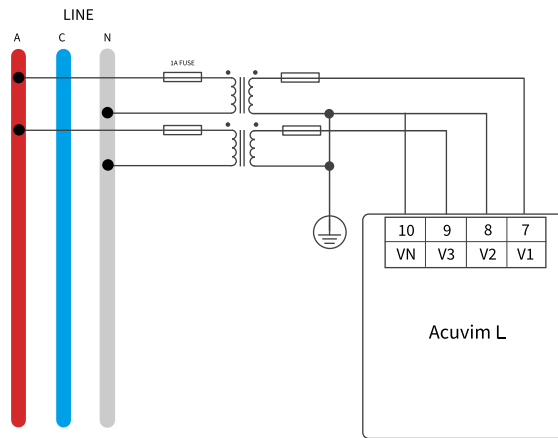 LINE
A C N
1A FUSE
10 9 8 7
VN V3 V2 V1
Acuvim L